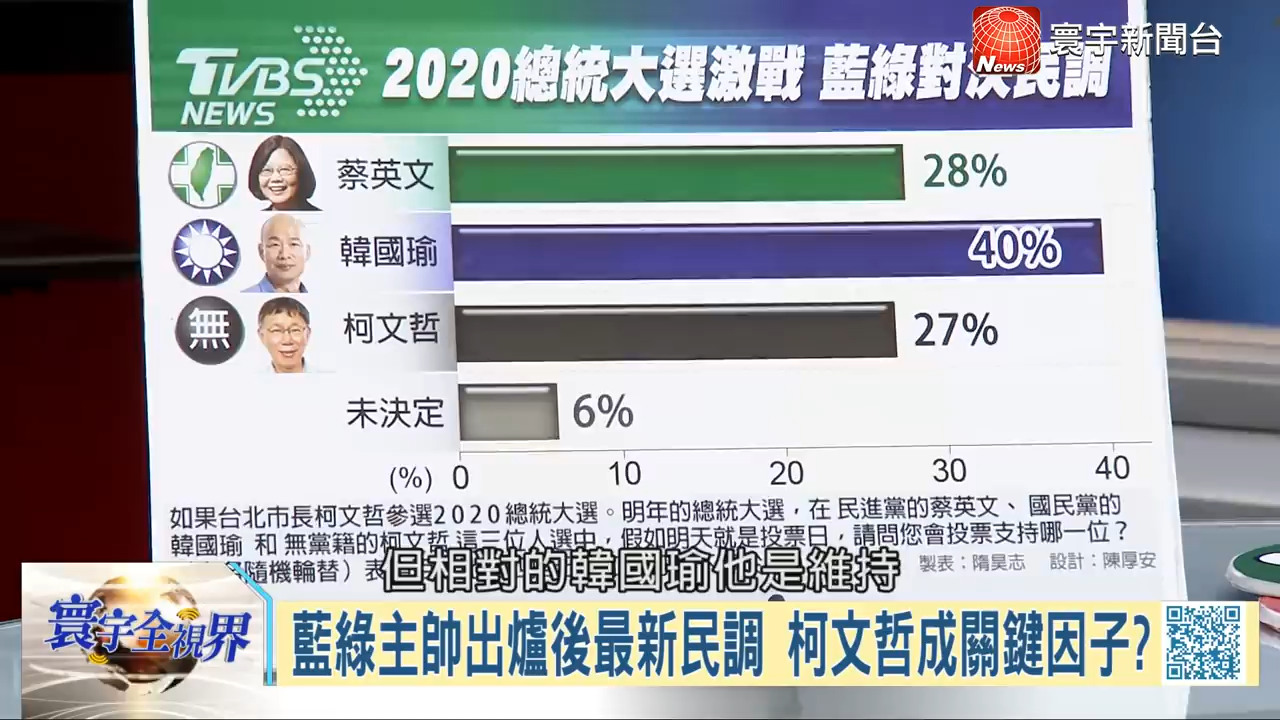 TVBS
NEWS
2020總統大選激戰 藍綠對決民調
News
寰宇新聞台
蔡英文
28%
韓國瑜
40%
無
柯文哲
27%
未決定
6%
(%) 0 10 20 30 40
如果台北市長柯文哲參選2020總統大選。明年的總統大選，在 民進黨的蔡英文、國民黨的
韓國瑜 和 無黨籍的柯文哲 這三位人選中，假如明天就是投票日，請問您會投票支持哪一位？
隨機輪替）表
製表：隋昊志 設計：陳厚安
但相對的韓國瑜他是維持
寰宇全視界
藍綠主帥出爐後最新民調 柯文哲成關鍵因子?